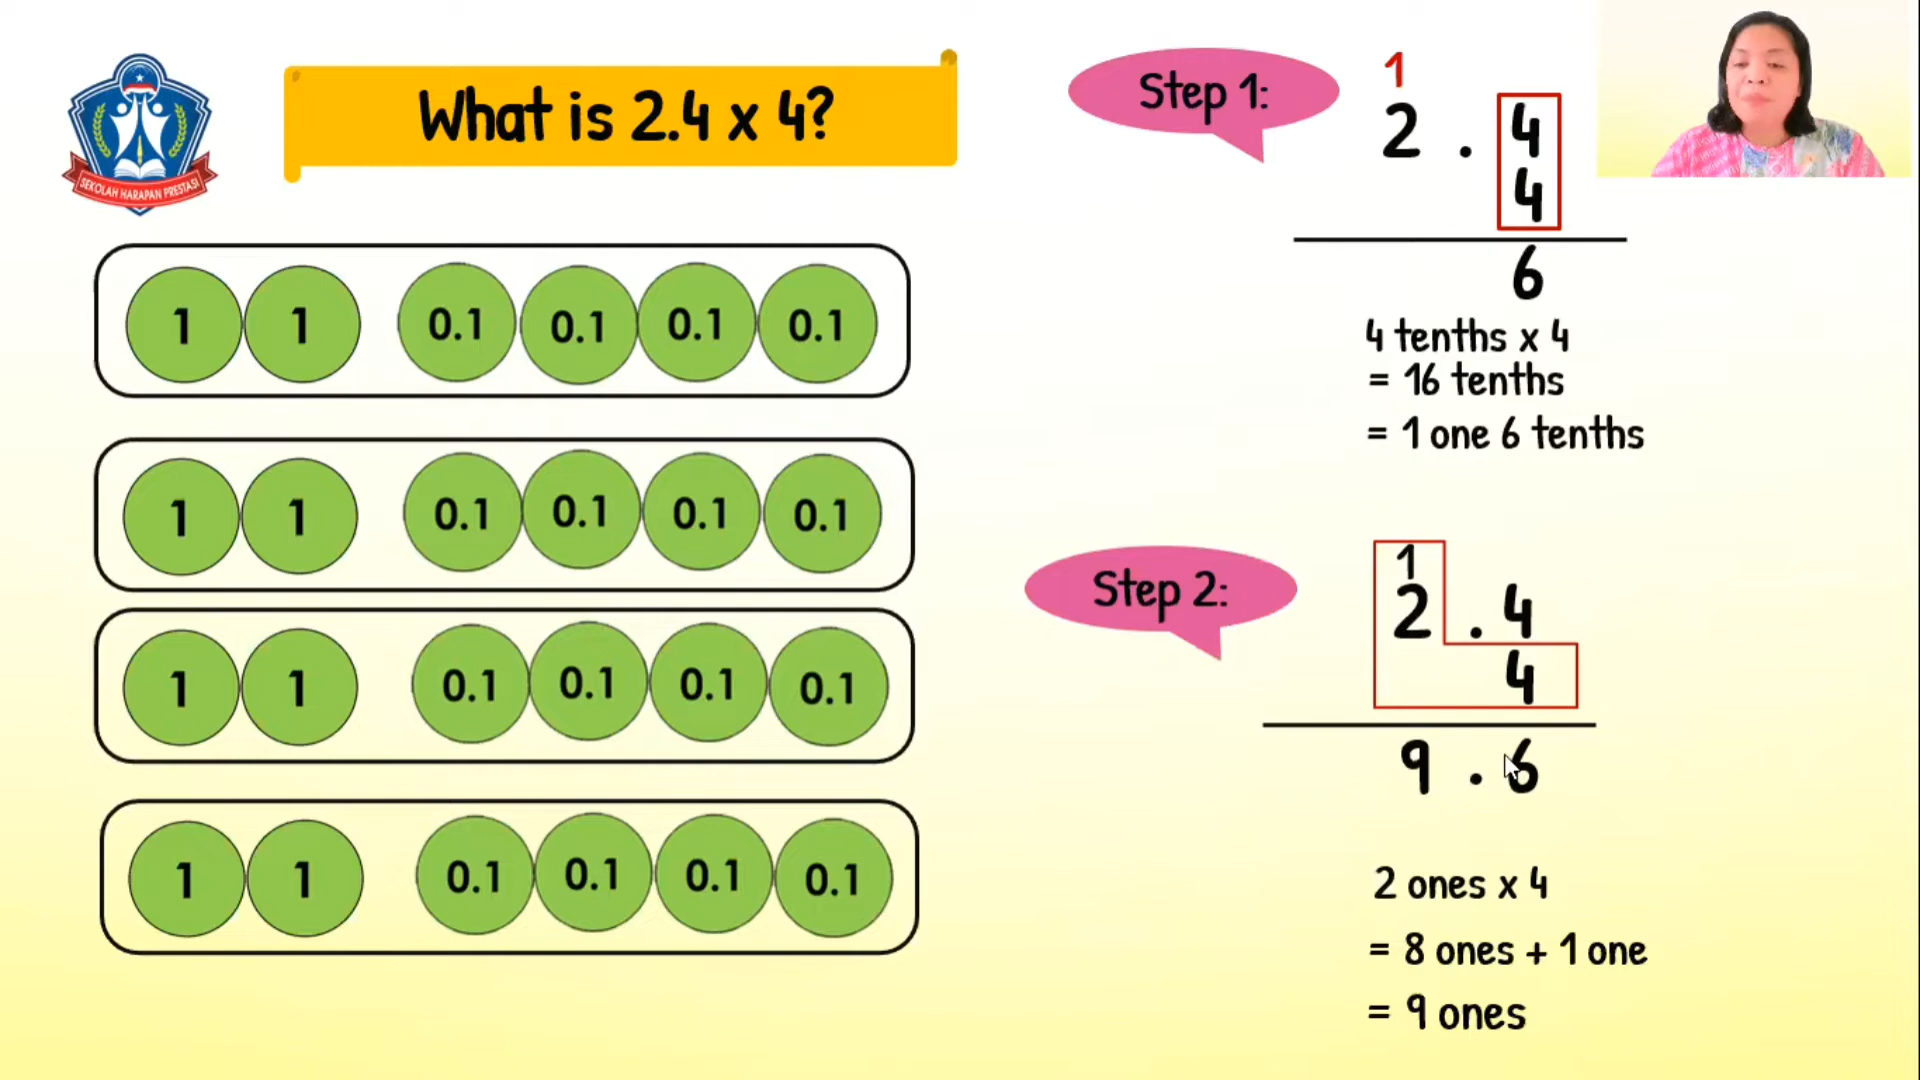 SEKOLAH HARAPAN PRESTASI
What is 2.4 x 4?
1 1 0.1 0.1 0.1 0.1
1 1 0.1 0.1 0.1 0.1
1 1 0.1 0.1 0.1 0.1
1 1 0.1 0.1 0.1 0.1
Step 1:
1
2 . 4
4
6
4 tenths x 4
= 16 tenths
= 1 one 6 tenths
Step 2:
1
2 . 4
4
9 . 6
2 ones x 4
= 8 ones + 1 one
= 9 ones